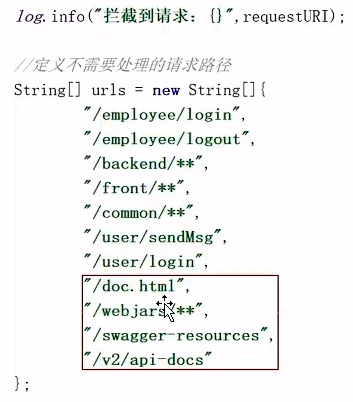 log.info("拦截到请求：{}",requestURI);
//定义不需要处理的请求路径
String[] urls = new String[]{
"/employee/login",
"/employee/logout",
"/backend/**",
"/front/**",
"/common/**",
"/user/sendMsg",
"/user/login",
"/doc.html",
"/webjars/**",
"/swagger-resources",
"/v2/api-docs"
};